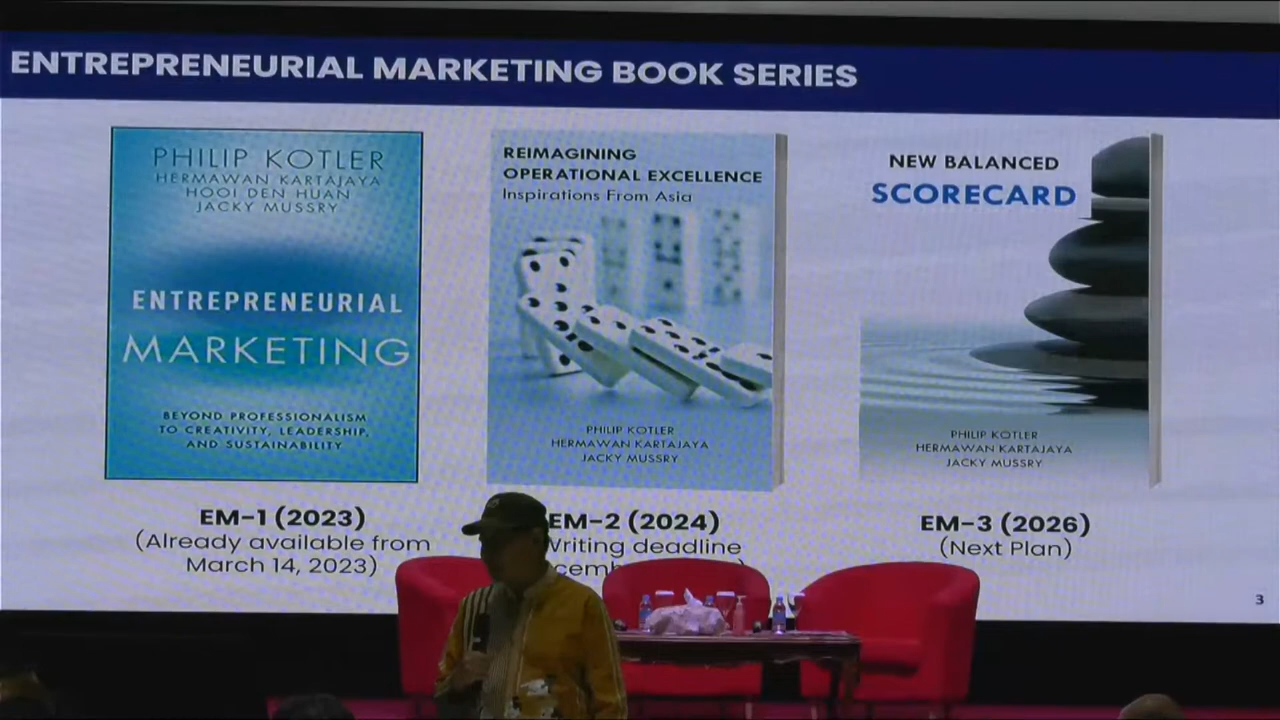 ENTREPRENEURIAL MARKETING BOOK SERIES
PHILIP KOTLER
HERMAWAN KARTAJAYA
HOOI DEN HUAN
JACKY MUSSRY
ENTREPRENEURIAL
MARKETING
BEYOND PROFESSIONALISM
TO CREATIVITY, LEADERSHIP,
AND SUSTAINABILITY
EM-1 (2023)
(Already available from
March 14, 2023)
REIMAGINING
OPERATIONAL EXCELLENCE
Inspirations From Asia
PHILIP KOTLER
HERMAWAN KARTAJAYA
JACKY MUSSRY
EM-2 (2024)
Writing deadline
NEW BALANCED
SCORECARD
PHILIP KOTLER
HERMAWAN KARTAJAYA
JACKY MUSSRY
EM-3 (2026)
(Next Plan)
3